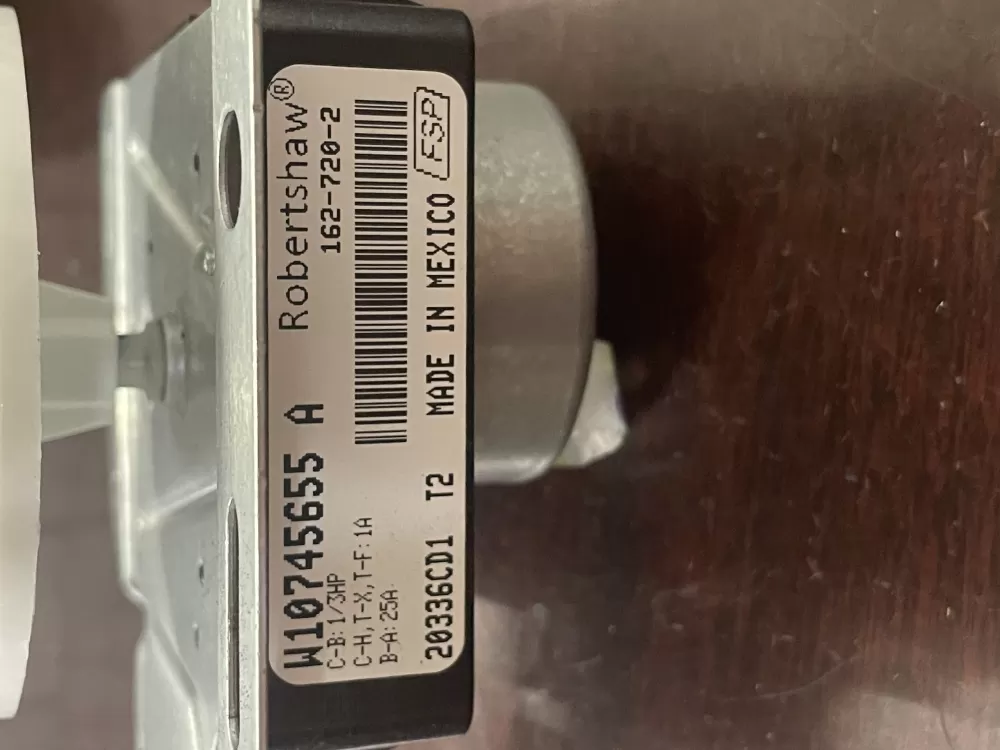 W10745655 A Robertshaw®
C-B:1/3HP 162-720-2
C-H,T-X,T-F:1A
B-A:25A
20336CD1 T2 MADE IN MEXICO FSP